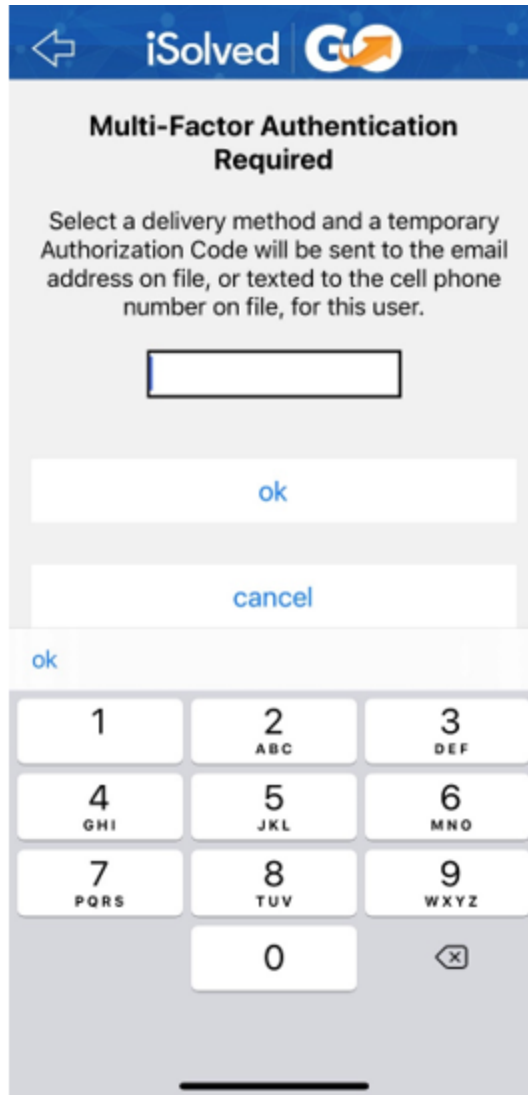 iSolved GO
Multi-Factor Authentication
Required
Select a delivery method and a temporary
Authorization Code will be sent to the email
address on file, or texted to the cell phone
number on file, for this user.
ok
cancel
ok
1 2 3
ABC DEF
4 5 6
GHI JKL MNO
7 8 9
PQRS TUV WXYZ
0